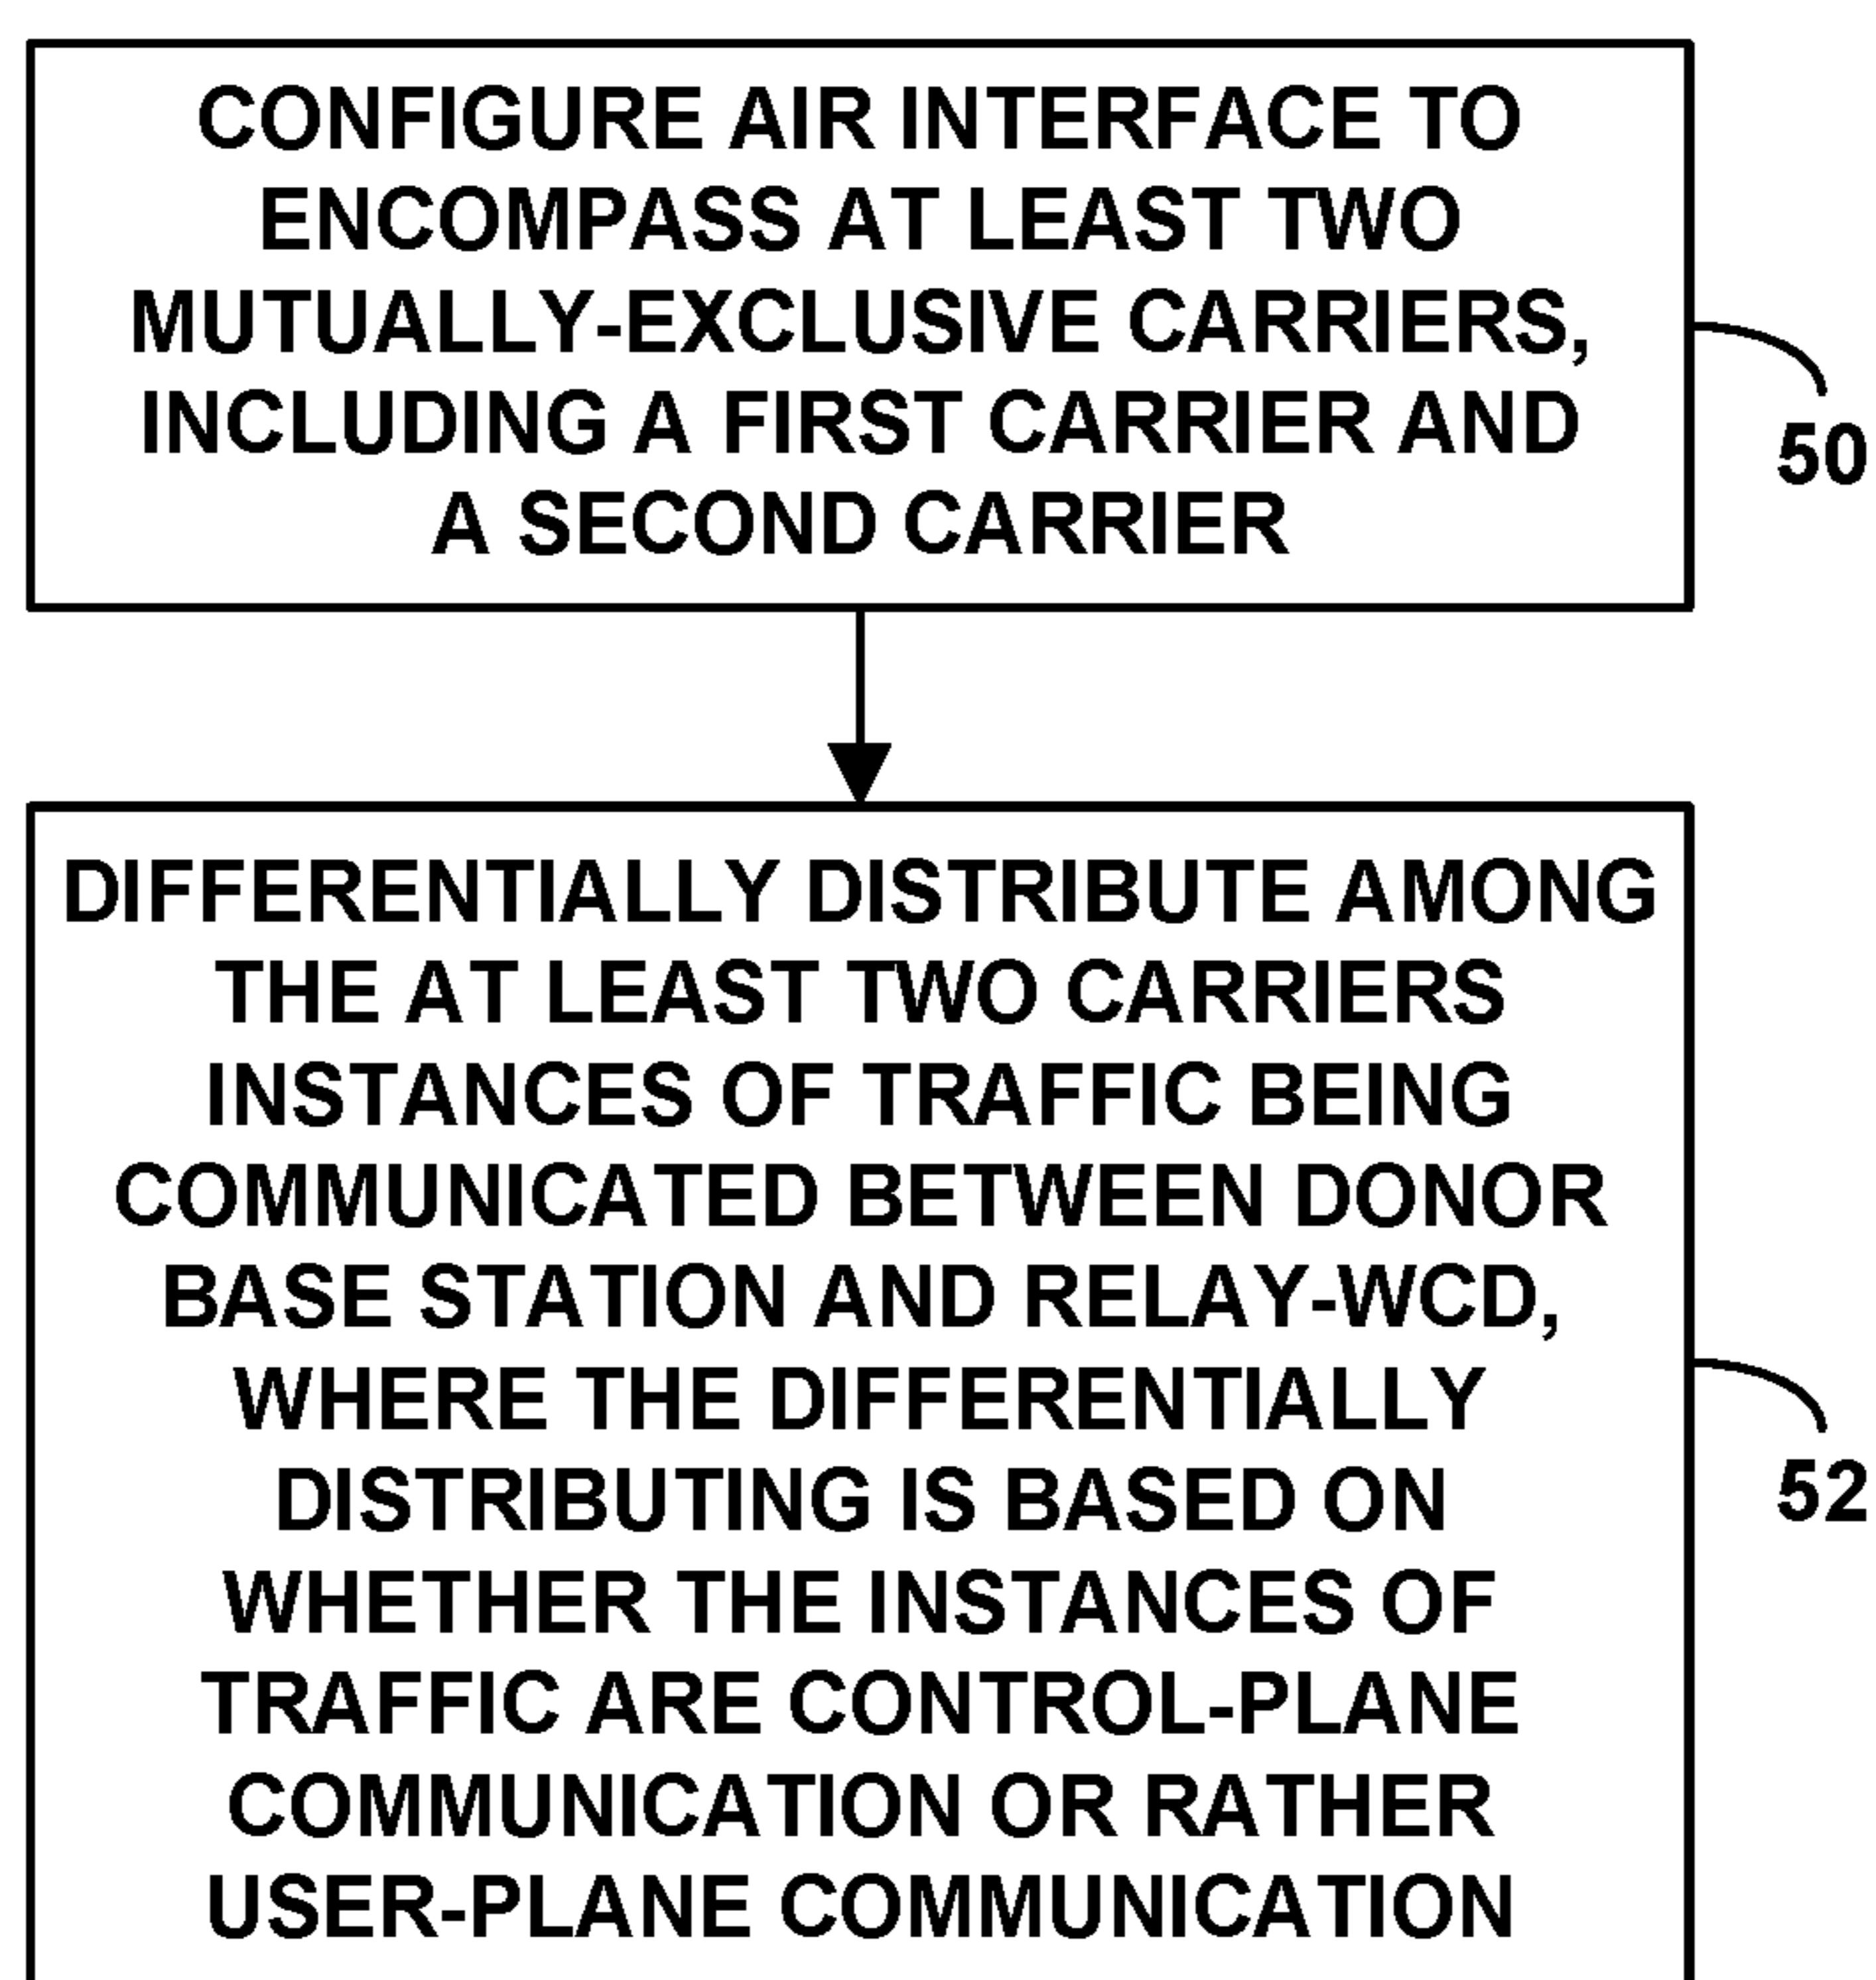 CONFIGURE AIR INTERFACE TO
ENCOMPASS AT LEAST TWO
MUTUALLY-EXCLUSIVE CARRIERS,
INCLUDING A FIRST CARRIER AND
A SECOND CARRIER
50
DIFFERENTIALLY DISTRIBUTE AMONG
THE AT LEAST TWO CARRIERS
INSTANCES OF TRAFFIC BEING
COMMUNICATED BETWEEN DONOR
BASE STATION AND RELAY-WCD,
WHERE THE DIFFERENTIALLY
DISTRIBUTING IS BASED ON
WHETHER THE INSTANCES OF
TRAFFIC ARE CONTROL-PLANE
COMMUNICATION OR RATHER
USER-PLANE COMMUNICATION
52